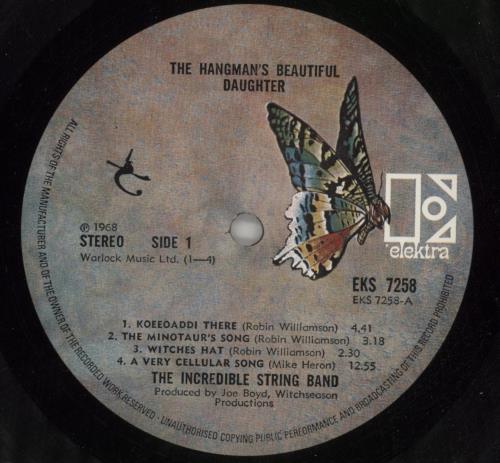 THE HANGMAN'S BEAUTIFUL
DAUGHTER
elektra
℗ 1968
STEREO SIDE 1
Warlock Music Ltd. (1—4)
EKS 7258
EKS 7258-A
1. KOEEOADDI THERE (Robin Williamson) 4,41
2. THE MINOTAUR'S SONG (Robin Williamson) 3.18
3. WITCHES HAT (Robin Williamson) 2.30
4. A VERY CELLULAR SONG (Mike Heron) 12:55
THE INCREDIBLE STRING BAND
Produced by Joe Boyd, Witchseason
Productions
ALL RIGHTS OF THE MANUFACTURER AND OF THE OWNER OF THE RECORDED WORK RESERVED · UNAUTHORISED COPYING PUBLIC PERFORMANCE AND BROADCASTING OF THIS RECORD PROHIBITED